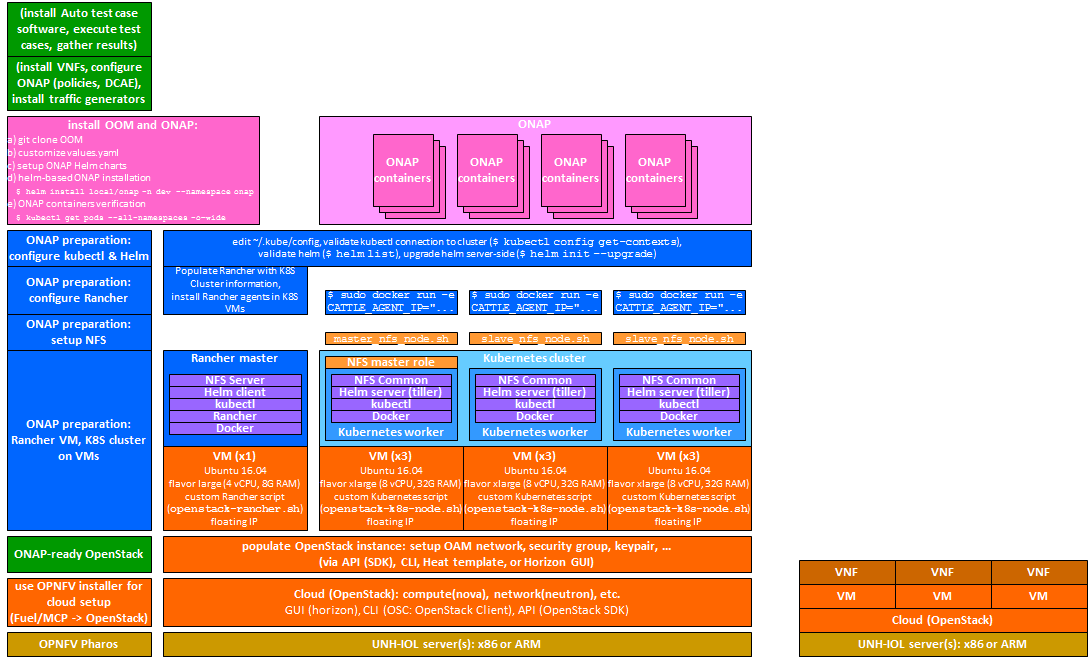 (install Auto test case
software, execute test
cases, gather results)
(install VNFs, configure
ONAP (policies, DCAE),
install traffic generators
install OOM and ONAP:
a) git clone OOM
b) customize values.yaml
c) setup ONAP Helm charts
d) helm-based ONAP installation
$ helm install local/onap -n dev --namespace onap
e) ONAP containers verification
$ kubectl get pods --all-namespaces -o=wide
ONAP
ONAP
containers
ONAP
containers
ONAP
containers
ONAP
containers
ONAP preparation:
configure kubectl & Helm
edit ~/.kube/config, validate kubectl connection to cluster ($ kubectl config get-contexts),
validate helm ($ helm list), upgrade helm server-side ($ helm init --upgrade)
ONAP preparation:
configure Rancher
Populate Rancher with K8S
Cluster information,
install Rancher agents in K8S
VMs
$ sudo docker run -e
CATTLE_AGENT_IP="...
$ sudo docker run -e
CATTLE_AGENT_IP="...
$ sudo docker run -e
CATTLE_AGENT_IP="...
ONAP preparation:
setup NFS
master_nfs_node.sh
slave_nfs_node.sh
slave_nfs_node.sh
ONAP preparation:
Rancher VM, K8S cluster
on VMs
Rancher master
NFS Server
Helm client
kubectl
Rancher
Docker
Kubernetes cluster
NFS master role
NFS Common
Helm server (tiller)
kubectl
Docker
Kubernetes worker
NFS Common
Helm server (tiller)
kubectl
Docker
Kubernetes worker
NFS Common
Helm server (tiller)
kubectl
Docker
Kubernetes worker
VM (x1)
Ubuntu 16.04
flavor large (4 vCPU, 8G RAM)
custom Rancher script
(openstack-rancher.sh)
floating IP
VM (x3)
Ubuntu 16.04
flavor xlarge (8 vCPU, 32G RAM)
custom Kubernetes script
(openstack-k8s-node.sh)
floating IP
VM (x3)
Ubuntu 16.04
flavor xlarge (8 vCPU, 32G RAM)
custom Kubernetes script
(openstack-k8s-node.sh)
floating IP
VM (x3)
Ubuntu 16.04
flavor xlarge (8 vCPU, 32G RAM)
custom Kubernetes script
(openstack-k8s-node.sh)
floating IP
ONAP-ready OpenStack
populate OpenStack instance: setup OAM network, security group, keypair, ...
(via API (SDK), CLI, Heat template, or Horizon GUI)
use OPNFV installer for
cloud setup
(Fuel/MCP -> OpenStack)
Cloud (OpenStack): compute(nova), network(neutron), etc.
GUI (horizon), CLI (OSC: OpenStack Client), API (OpenStack SDK)
OPNFV Pharos
UNH-IOL server(s): x86 or ARM
VNF
VNF
VNF
VM
VM
VM
Cloud (OpenStack)
UNH-IOL server(s): x86 or ARM